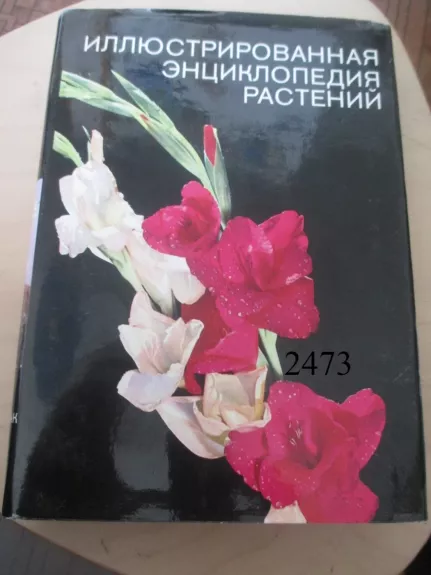 ИЛЛЮСТРИРОВАННАЯ
ЭНЦИКЛОПЕДИЯ
РАСТЕНИЙ
2473